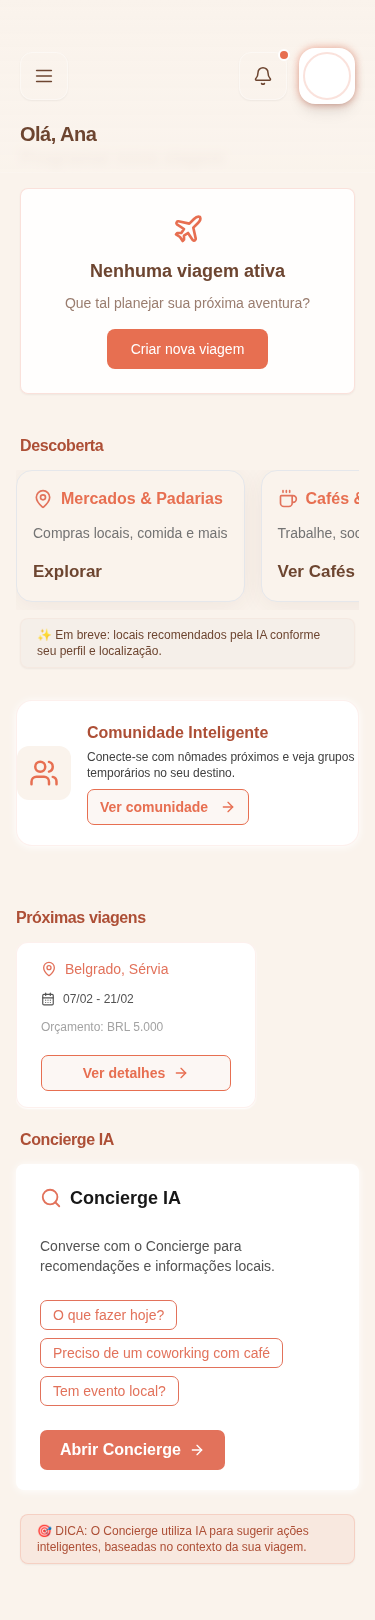 Olá, Ana
Nenhuma viagem ativa
Que tal planejar sua próxima aventura?
Criar nova viagem
Descoberta
Mercados & Padarias
Compras locais, comida e mais
Explorar
Cafés &
Trabalhe, soc
Ver Cafés
✨ Em breve: locais recomendados pela IA conforme
seu perfil e localização.
Comunidade Inteligente
Conecte-se com nômades próximos e veja grupos
temporários no seu destino.
Ver comunidade
Próximas viagens
Belgrado, Sérvia
07/02 - 21/02
Orçamento: BRL 5.000
Ver detalhes
Concierge IA
Concierge IA
Converse com o Concierge para
recomendações e informações locais.
O que fazer hoje?
Preciso de um coworking com café
Tem evento local?
Abrir Concierge
🎯 DICA: O Concierge utiliza IA para sugerir ações
inteligentes, baseadas no contexto da sua viagem.